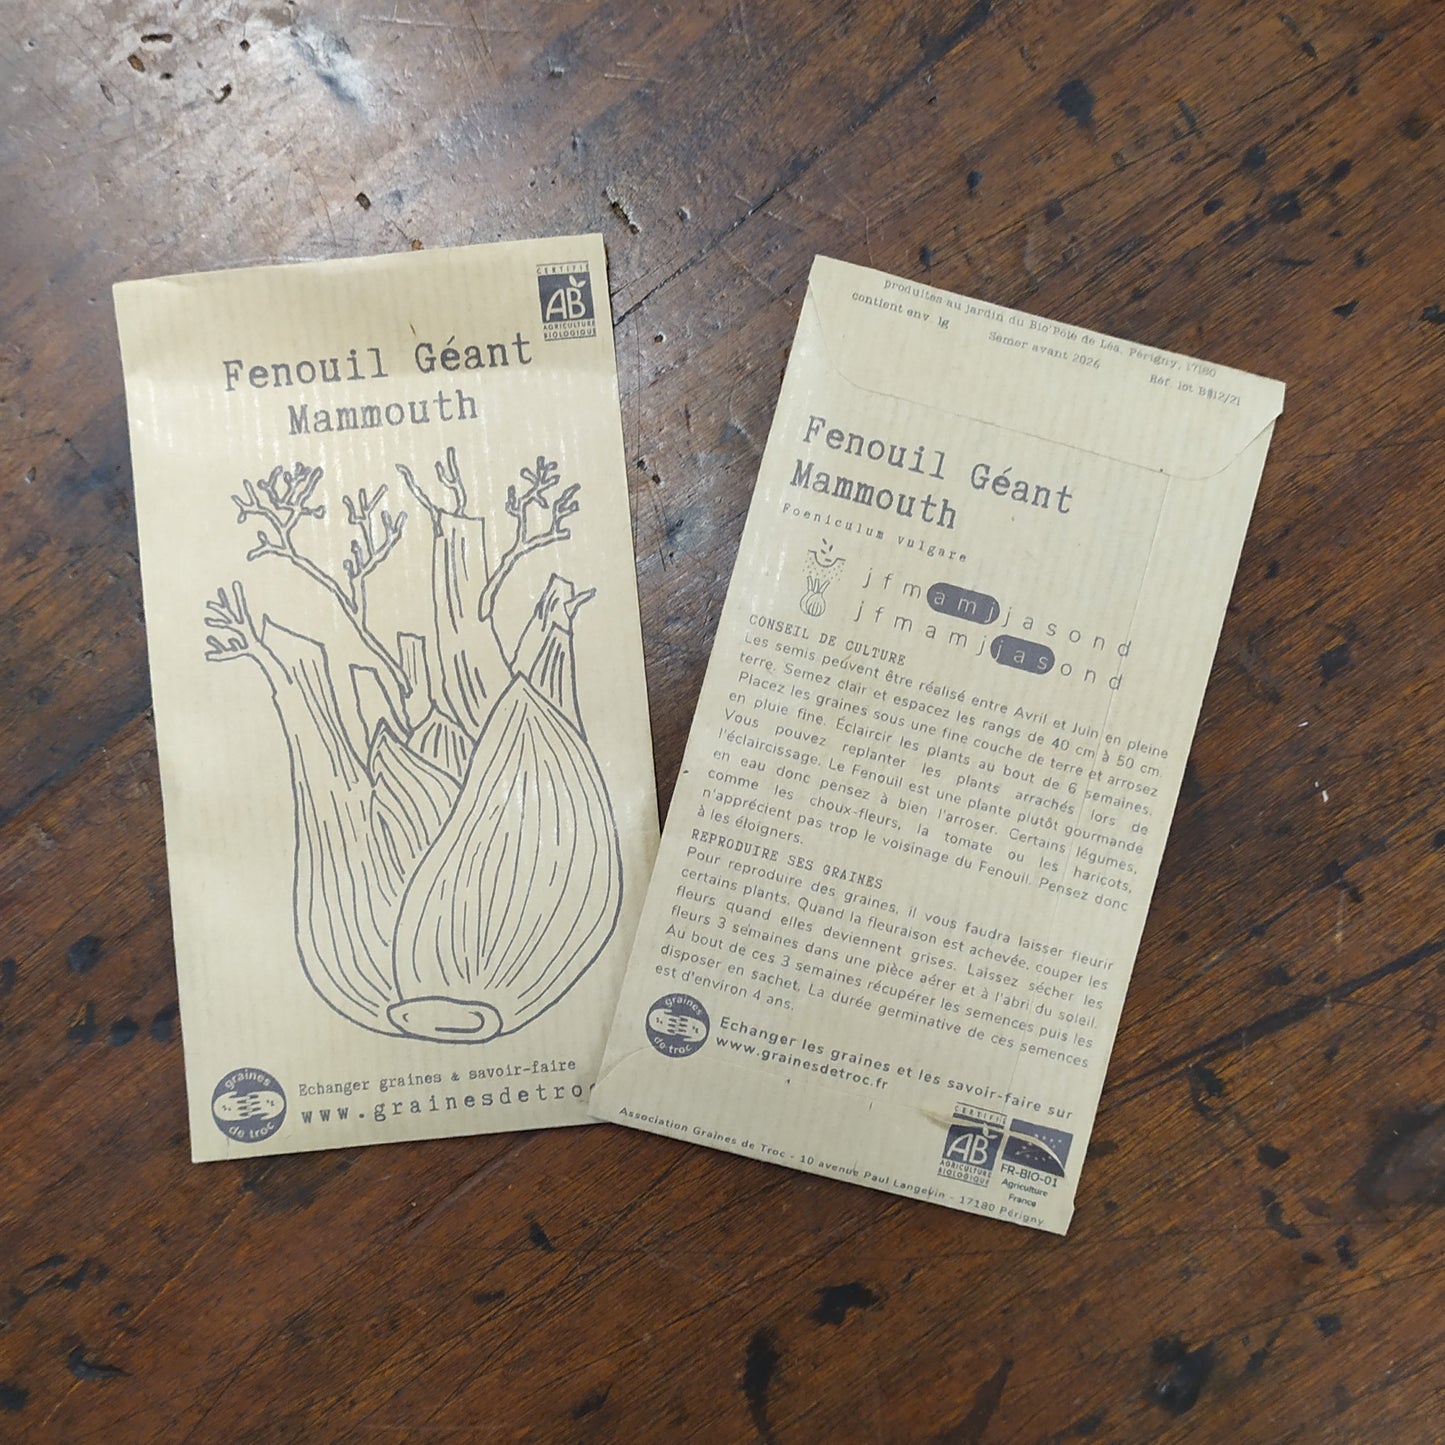 CERTIFIÉ
AB
AGRICULTURE
BIOLOGIQUE
Fenouil Géant
Mammouth
graines
de troc
Echanger graines & savoir-faire
www.grainesdetroc
produites au jardin du Bio'Pôle de Léa, Périgny, 17180
contient env. 1g
Semer avant 2026
Réf. lot
Fenouil Géant
Mammouth
Foeniculum vulgare
j f m a m j j a s o n d
j f m a m j j a s o n d
CONSEIL DE CULTURE
Les semis peuvent être réalisé entre Avril et Juin en pleine
terre. Semez clair et espacez les rangs de 40 cm à 50 cm.
Placez les graines sous une fine couche de terre et arrosez
en pluie fine. Éclaircir les plants au bout de 6 semaines.
Vous pouvez replanter les plants arrachés lors de
l'éclaircissage. Le Fenouil est une plante plutôt gourmande
en eau donc pensez à bien l'arroser. Certains légumes,
comme les choux-fleurs, la tomate ou les haricots,
n'apprécient pas trop le voisinage du Fenouil. Pensez donc
à les éloigners.
REPRODUIRE SES GRAINES
Pour reproduire des graines, il vous faudra laisser fleurir
certains plants. Quand la fleuraison est achevée, couper les
fleurs quand elles deviennent grises. Laissez sécher les
fleurs 3 semaines dans une pièce aérer et à l'abri du soleil.
Au bout de ces 3 semaines récupérer les semences puis les
disposer en sachet. La durée germinative de ces semences
est d'environ 4 ans.
graines
de troc
Echanger les graines et les savoir-faire sur
www.grainesdetroc.fr
CERTIFIÉ
AB
AGRICULTURE
BIOLOGIQUE
FR-BIO-01
Agriculture
France
Association Graines de Troc - 10 avenue Paul Langevin - 17180 Périgny